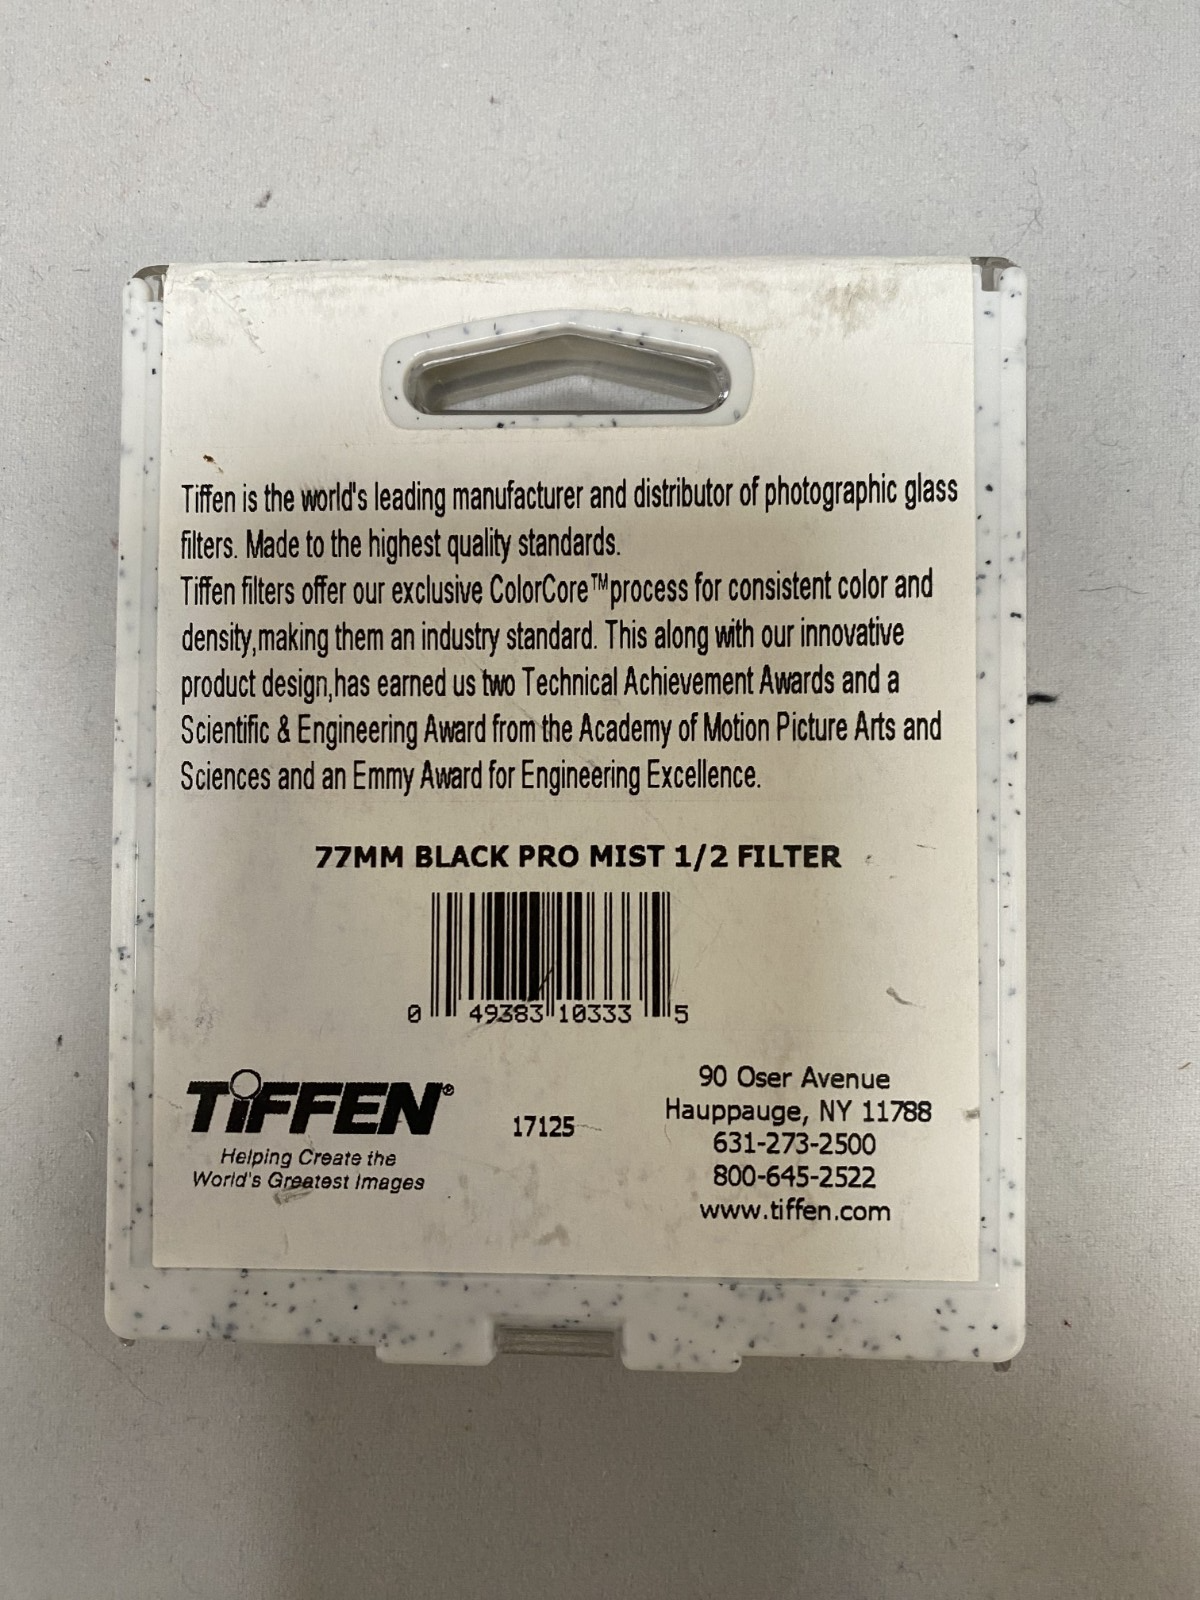 Tiffen is the world's leading manufacturer and distributor of photographic glass
filters. Made to the highest quality standards.
Tiffen filters offer our exclusive ColorCore™process for consistent color and
density,making them an industry standard. This along with our innovative
product design,has earned us two Technical Achievement Awards and a
Scientific & Engineering Award from the Academy of Motion Picture Arts and
Sciences and an Emmy Award for Engineering Excellence.
77MM BLACK PRO MIST 1/2 FILTER
0 49383 10333 5
TiFFEN®
Helping Create the
World's Greatest Images
17125
90 Oser Avenue
Hauppauge, NY 11788
631-273-2500
800-645-2522
www.tiffen.com